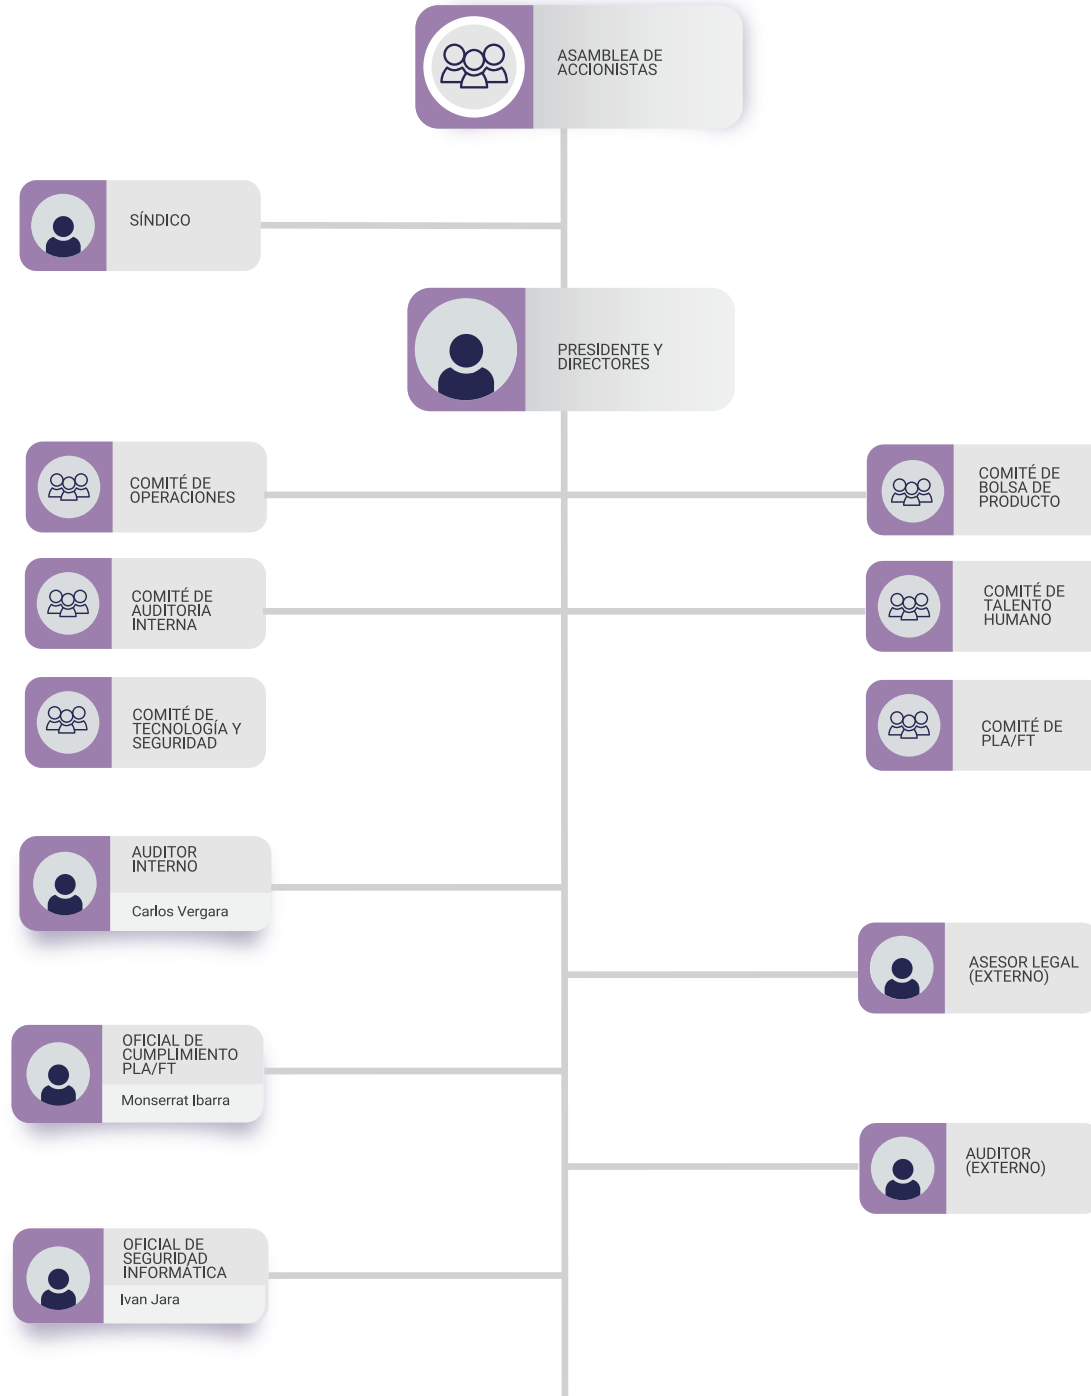 ASAMBLEA DE
ACCIONISTAS
SÍNDICO
PRESIDENTE Y
DIRECTORES
COMITÉ DE
OPERACIONES
COMITÉ DE
BOLSA DE
PRODUCTO
COMITÉ DE
AUDITORIA
INTERNA
COMITÉ DE
TALENTO
HUMANO
COMITÉ DE
TECNOLOGÍA Y
SEGURIDAD
COMITÉ DE
PLA/FT
AUDITOR
INTERNO
Carlos Vergara
ASESOR LEGAL
(EXTERNO)
OFICIAL DE
CUMPLIMIENTO
PLA/FT
Monserrat Ibarra
AUDITOR
(EXTERNO)
OFICIAL DE
SEGURIDAD
INFORMÁTICA
Ivan Jara